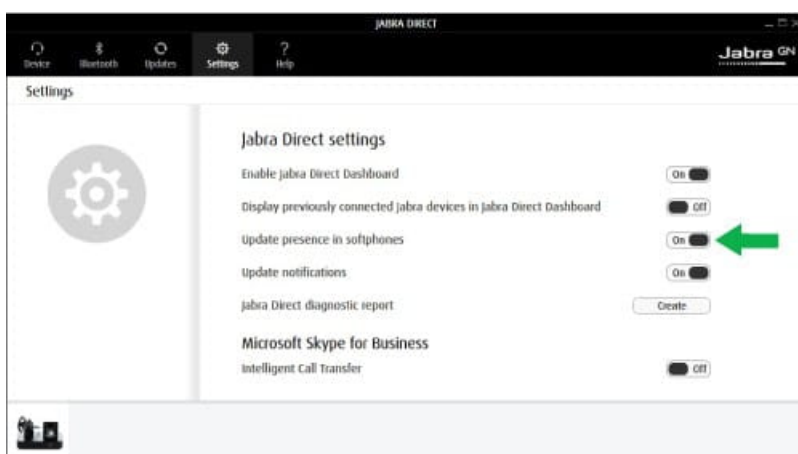 JABRA DIRECT
Device Bluetooth Updates Settings Help
Jabra GN
Settings
Jabra Direct settings
Enable Jabra Direct Dashboard On
Display previously connected Jabra devices in Jabra Direct Dashboard Off
Update presence in softphones On
Update notifications On
Jabra Direct diagnostic report Create
Microsoft Skype for Business
Intelligent Call Transfer Off